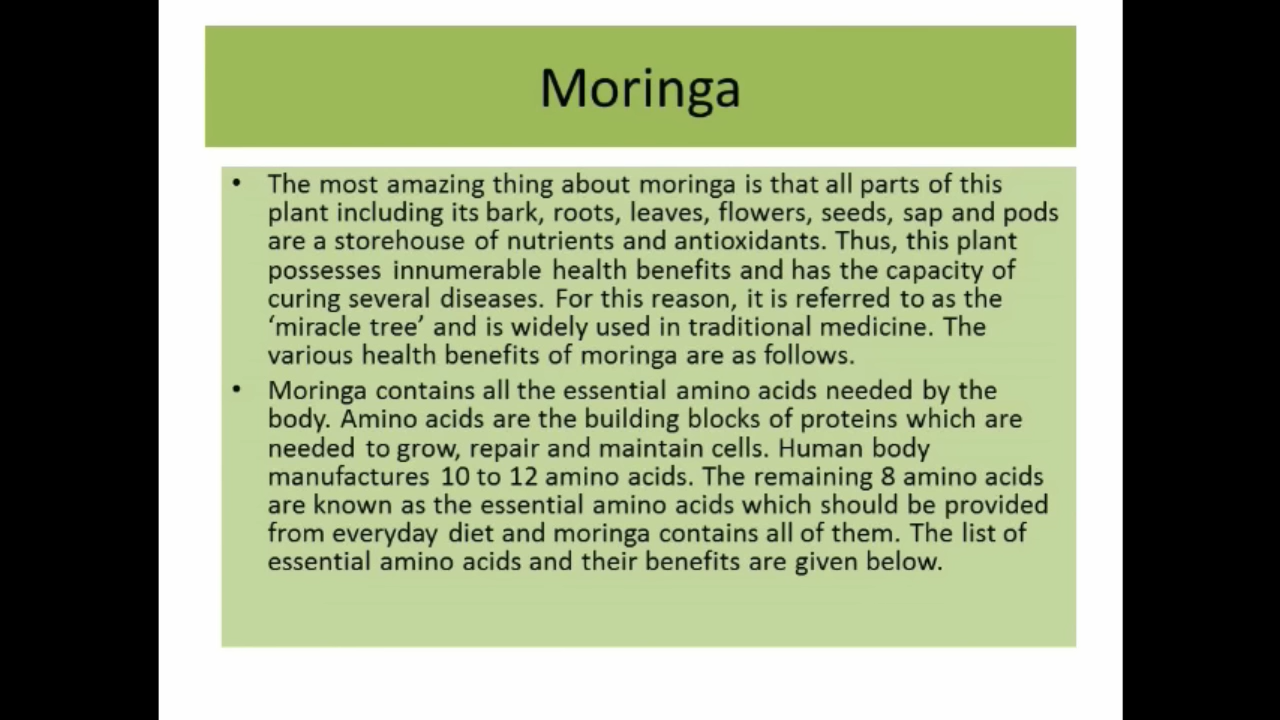 Moringa
• The most amazing thing about moringa is that all parts of this
plant including its bark, roots, leaves, flowers, seeds, sap and pods
are a storehouse of nutrients and antioxidants. Thus, this plant
possesses innumerable health benefits and has the capacity of
curing several diseases. For this reason, it is referred to as the
‘miracle tree’ and is widely used in traditional medicine. The
various health benefits of moringa are as follows.
• Moringa contains all the essential amino acids needed by the
body. Amino acids are the building blocks of proteins which are
needed to grow, repair and maintain cells. Human body
manufactures 10 to 12 amino acids. The remaining 8 amino acids
are known as the essential amino acids which should be provided
from everyday diet and moringa contains all of them. The list of
essential amino acids and their benefits are given below.